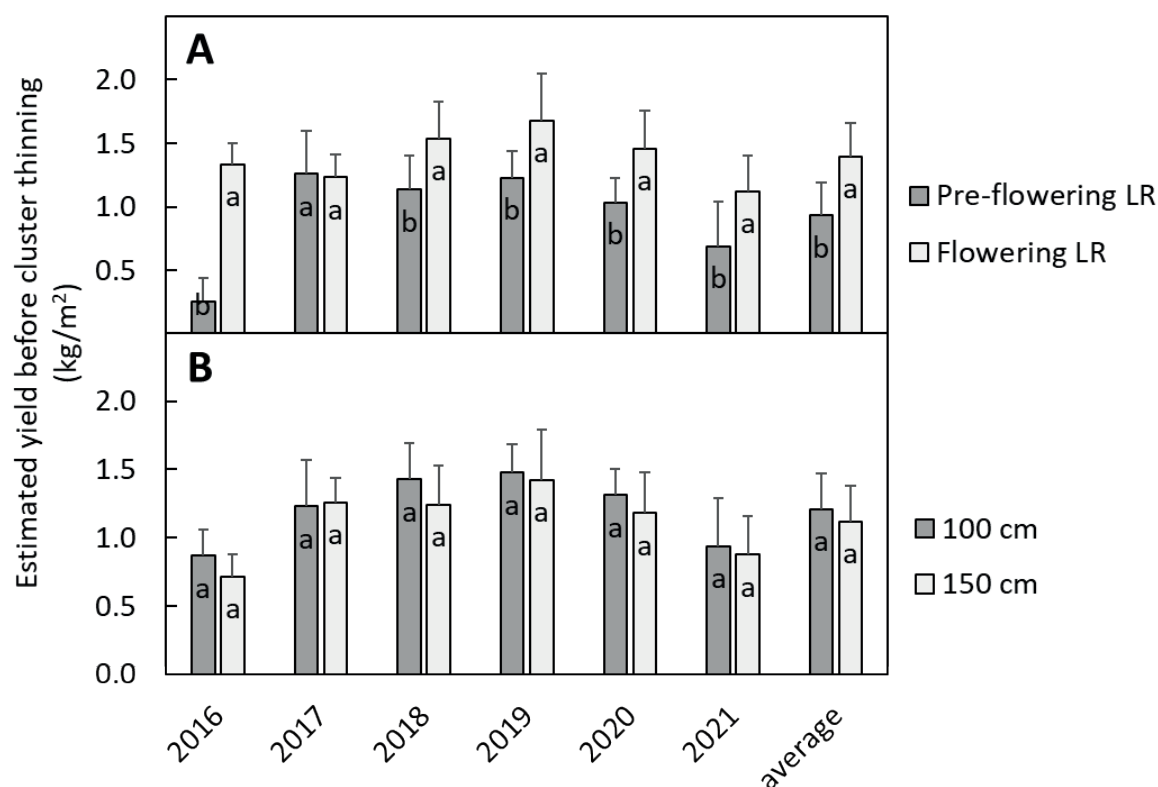 A
2.0
1.5
1.0
0.5
b a a a b a b a b a b a b a
Pre-flowering LR
Flowering LR
Estimated yield before cluster thinning
(kg/m²)
B
2.0
1.5
1.0
0.5
0.0
a a a a a a a a a a a a a a
100 cm
150 cm
2016 2017 2018 2019 2020 2021 average